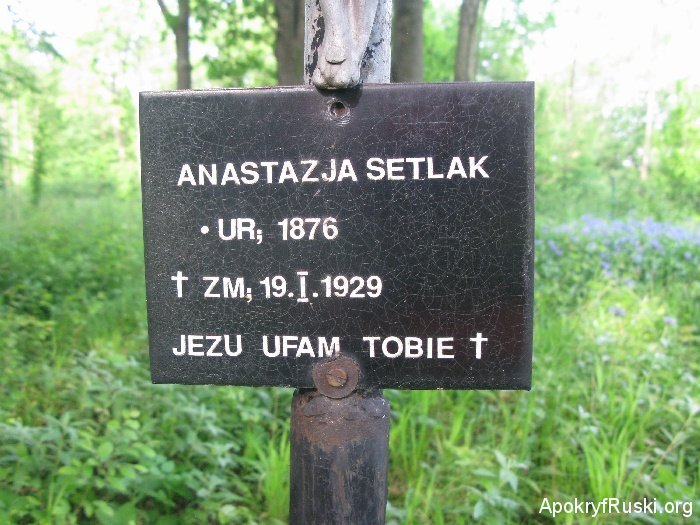 ANASTAZJA SETLAK
• UR; 1876
† ZM; 19.I.1929
JEZU UFAM TOBIE †
ApokryfRuski.org